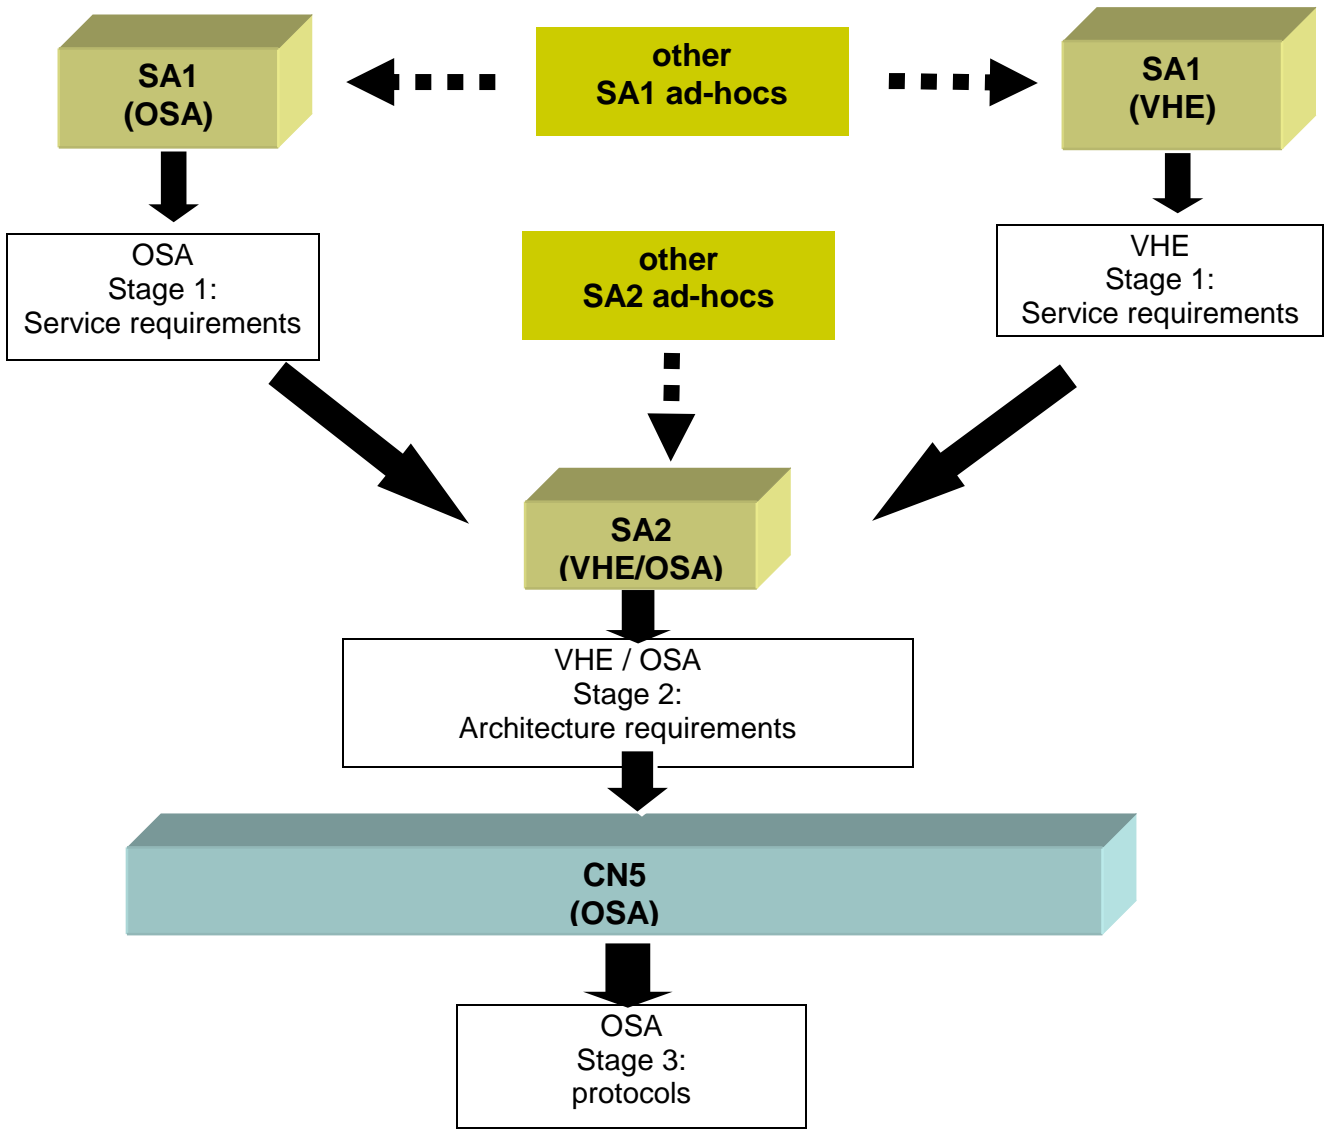 SA1
(OSA)
other
SA1 ad-hocs
SA1
(VHE)
OSA
Stage 1:
Service requirements
other
SA2 ad-hocs
VHE
Stage 1:
Service requirements
SA2
(VHE/OSA)
VHE / OSA
Stage 2:
Architecture requirements
CN5
(OSA)
OSA
Stage 3:
protocols